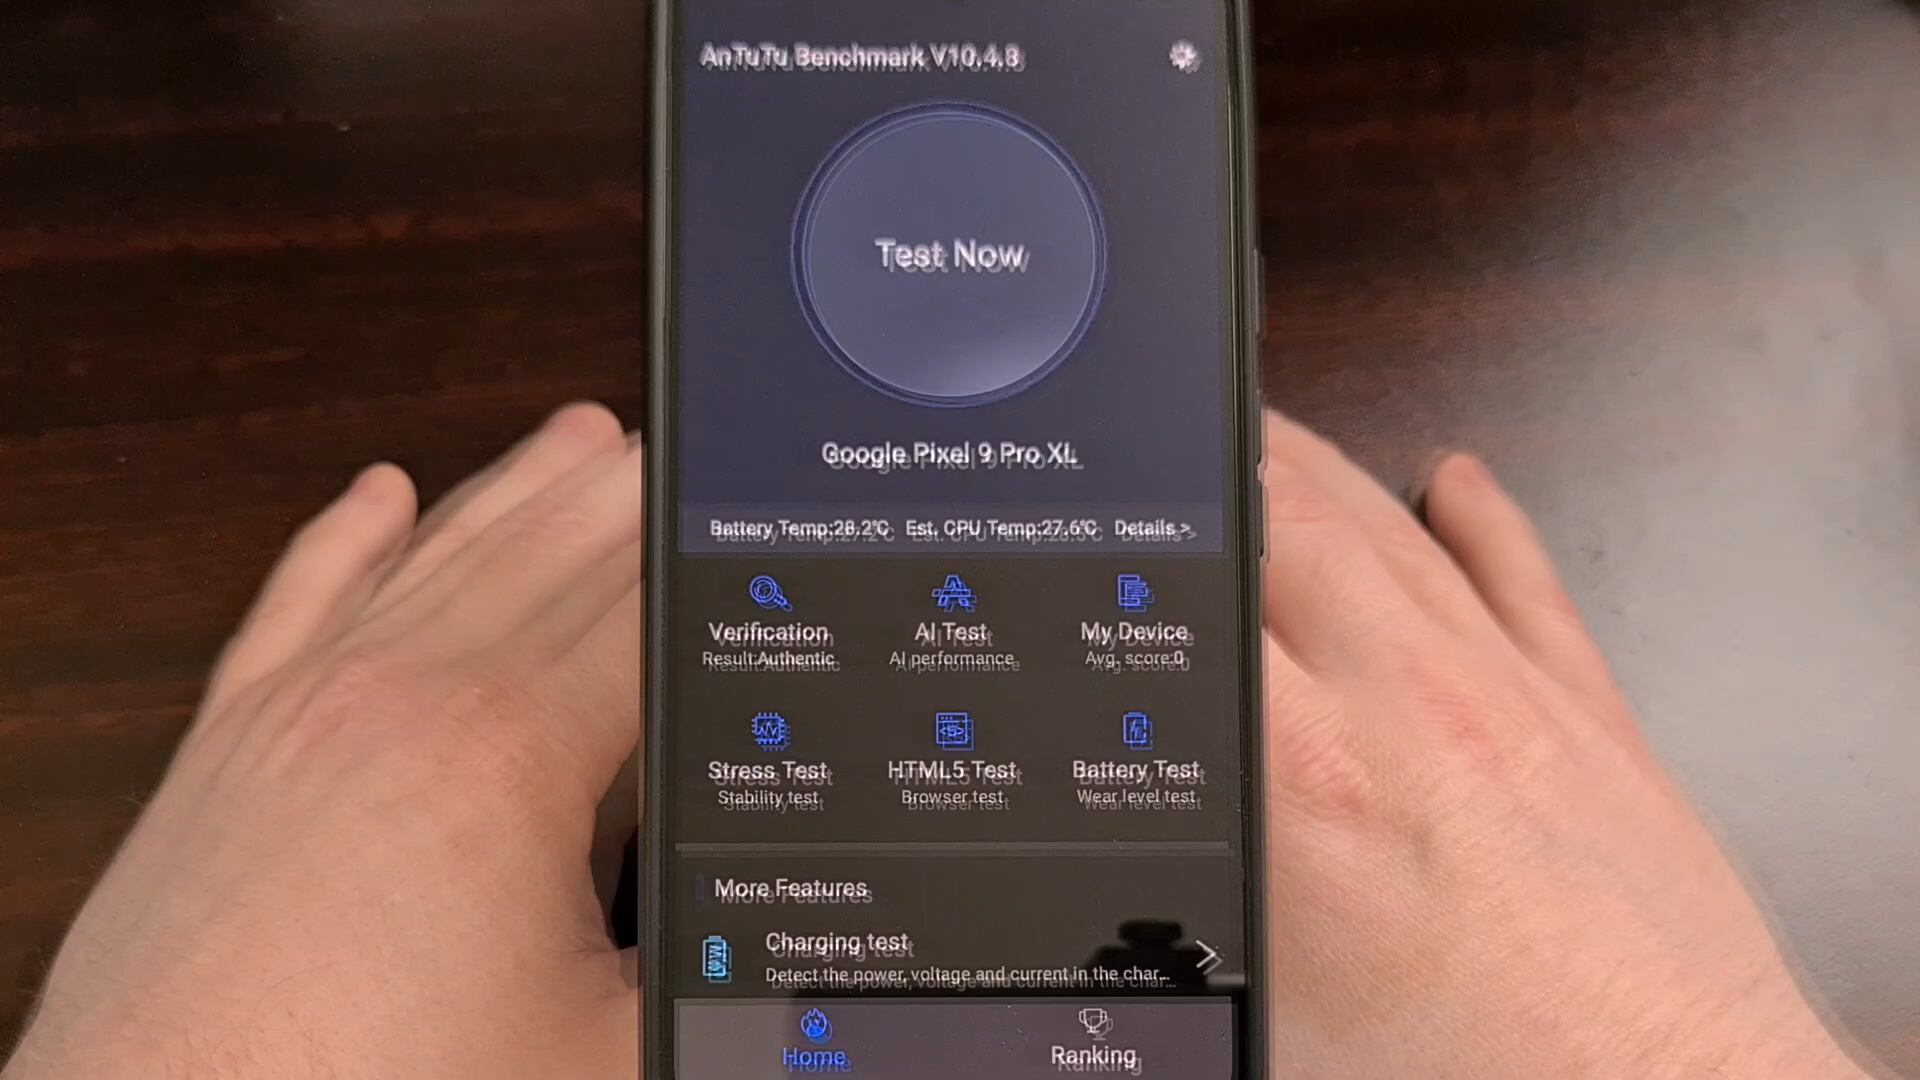 AnTuTu Benchmark V10.4.8
Test Now
Google Pixel 9 Pro XL
Battery Temp:28.2℃ Est. CPU Temp:27.6℃ Details >
Verification AI Test My Device
Result:Authentic AI performance Avg. score:0
Stress Test HTML5 Test Battery Test
Stability test Browser test Wear level test
More Features
Charging test
Detect the power, voltage and current in the char...
Home Ranking